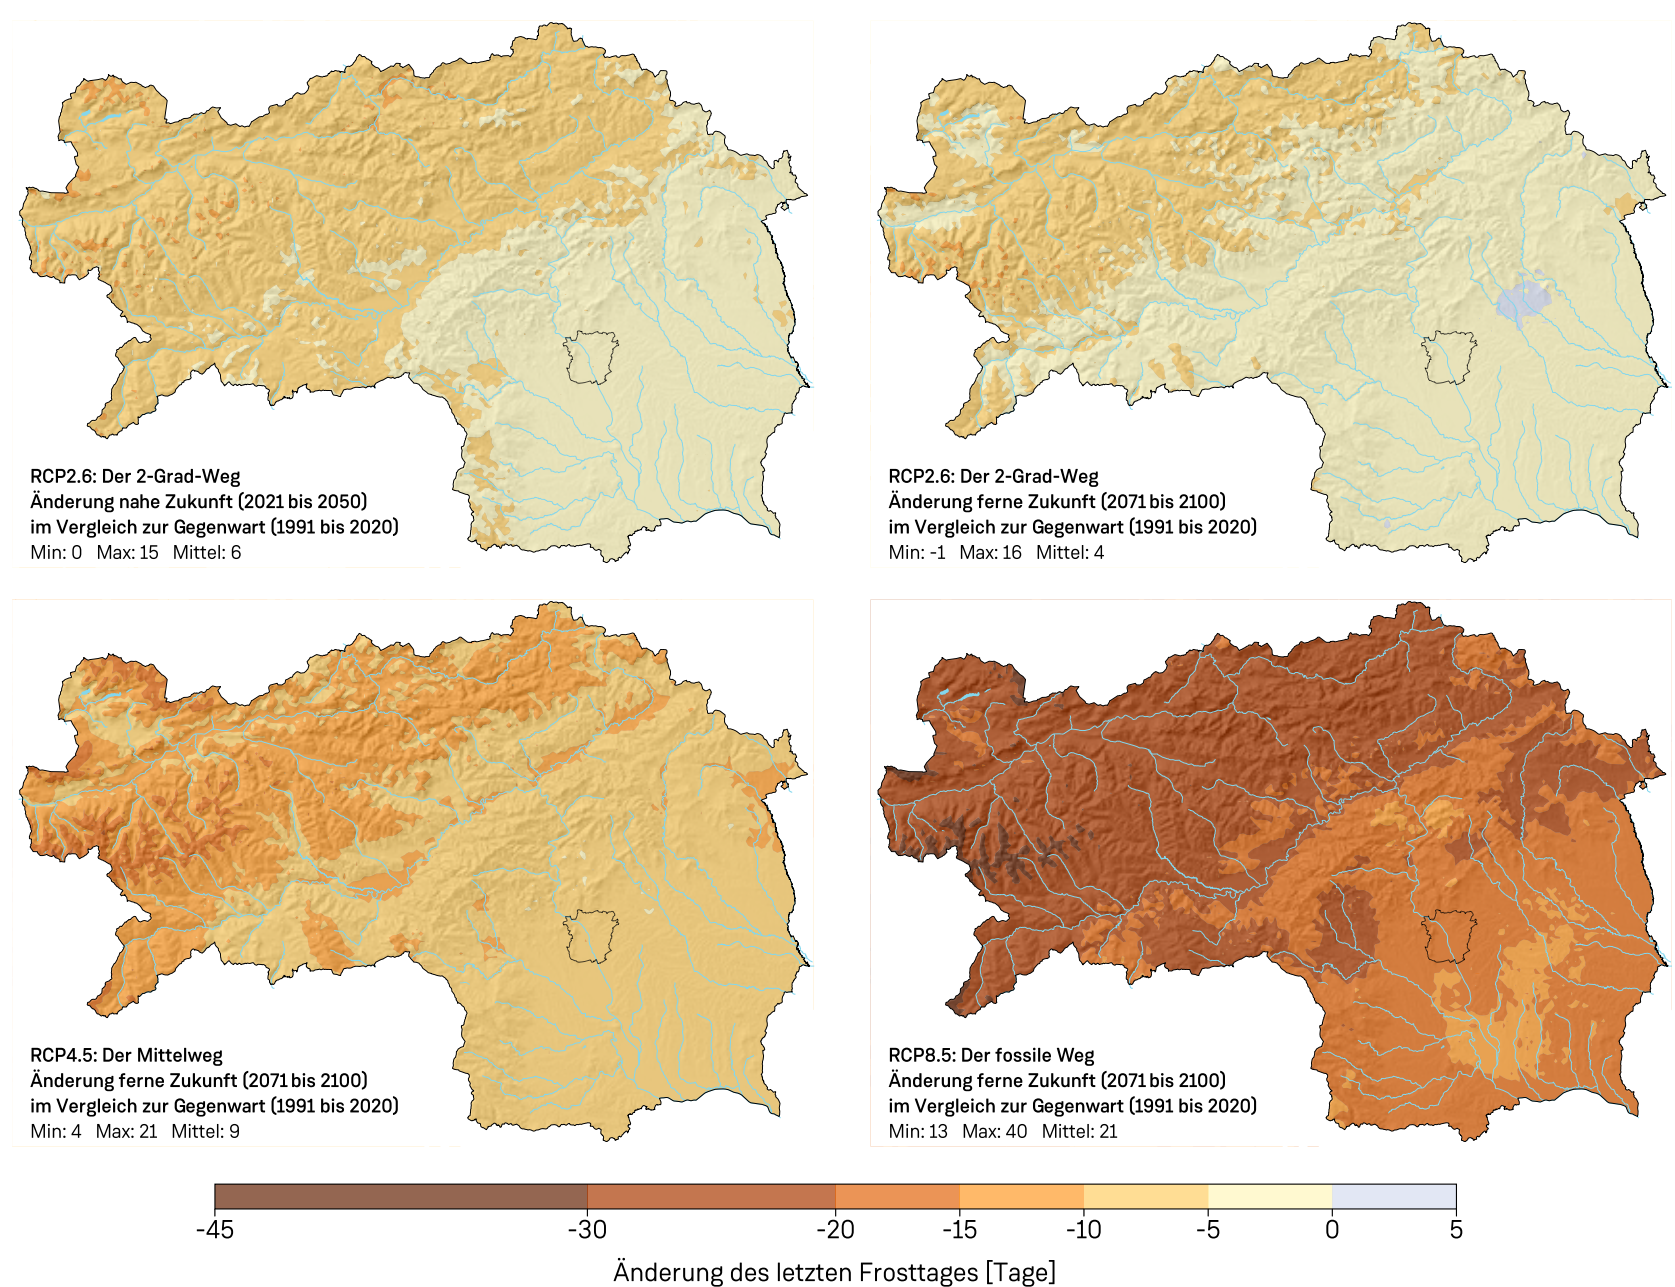 RCP2.6: Der 2-Grad-Weg
Änderung nahe Zukunft (2021 bis 2050)
im Vergleich zur Gegenwart (1991 bis 2020)
Min: 0 Max: 15 Mittel: 6
RCP2.6: Der 2-Grad-Weg
Änderung ferne Zukunft (2071 bis 2100)
im Vergleich zur Gegenwart (1991 bis 2020)
Min: -1 Max: 16 Mittel: 4
RCP4.5: Der Mittelweg
Änderung ferne Zukunft (2071 bis 2100)
im Vergleich zur Gegenwart (1991 bis 2020)
Min: 4 Max: 21 Mittel: 9
RCP8.5: Der fossile Weg
Änderung ferne Zukunft (2071 bis 2100)
im Vergleich zur Gegenwart (1991 bis 2020)
Min: 13 Max: 40 Mittel: 21
-45 -30 -20 -15 -10 -5 0 5
Änderung des letzten Frosttages [Tage]